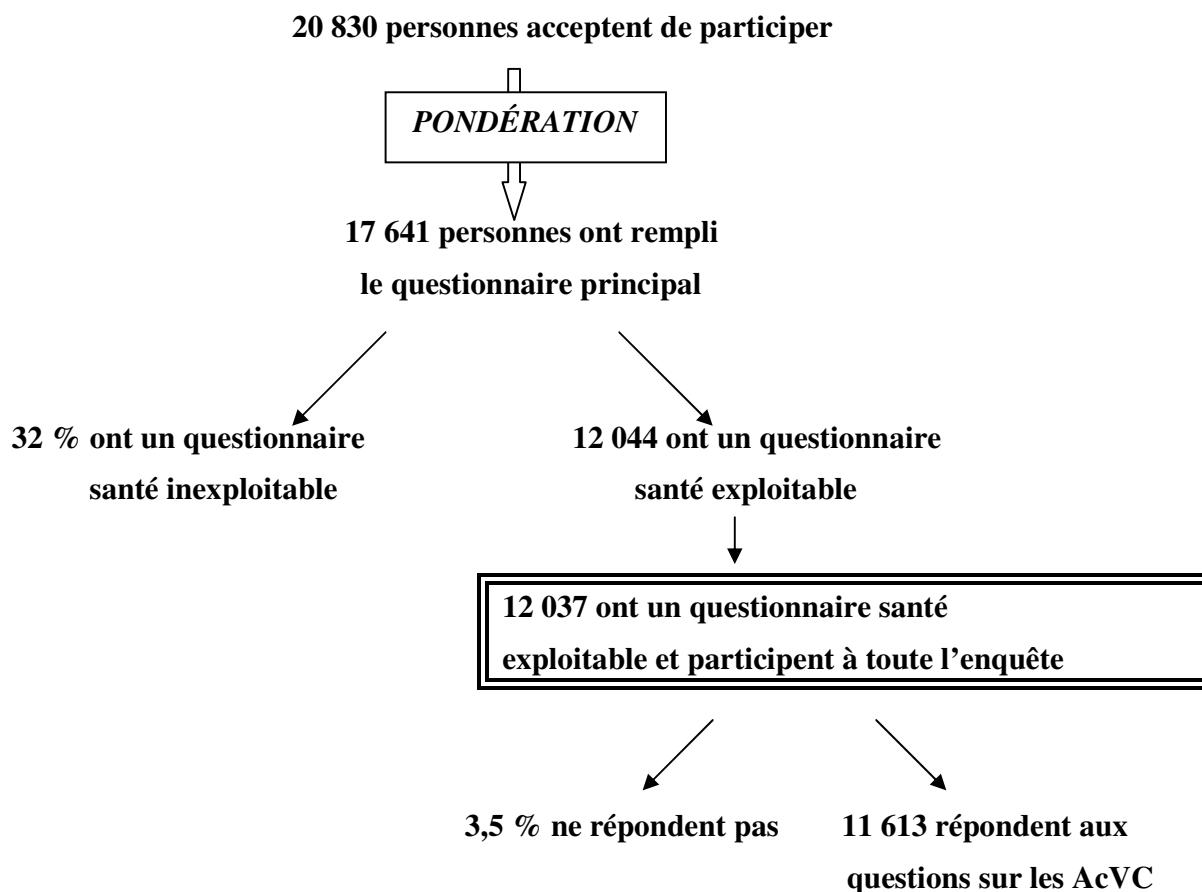 20 830 personnes acceptent de participer
PONDÉRATION
17 641 personnes ont rempli
le questionnaire principal
32 % ont un questionnaire
santé inexploitable
12 044 ont un questionnaire
santé exploitable
12 037 ont un questionnaire santé
exploitable et participent à toute l’enquête
3,5 % ne répondent pas
11 613 répondent aux
questions sur les AcVC